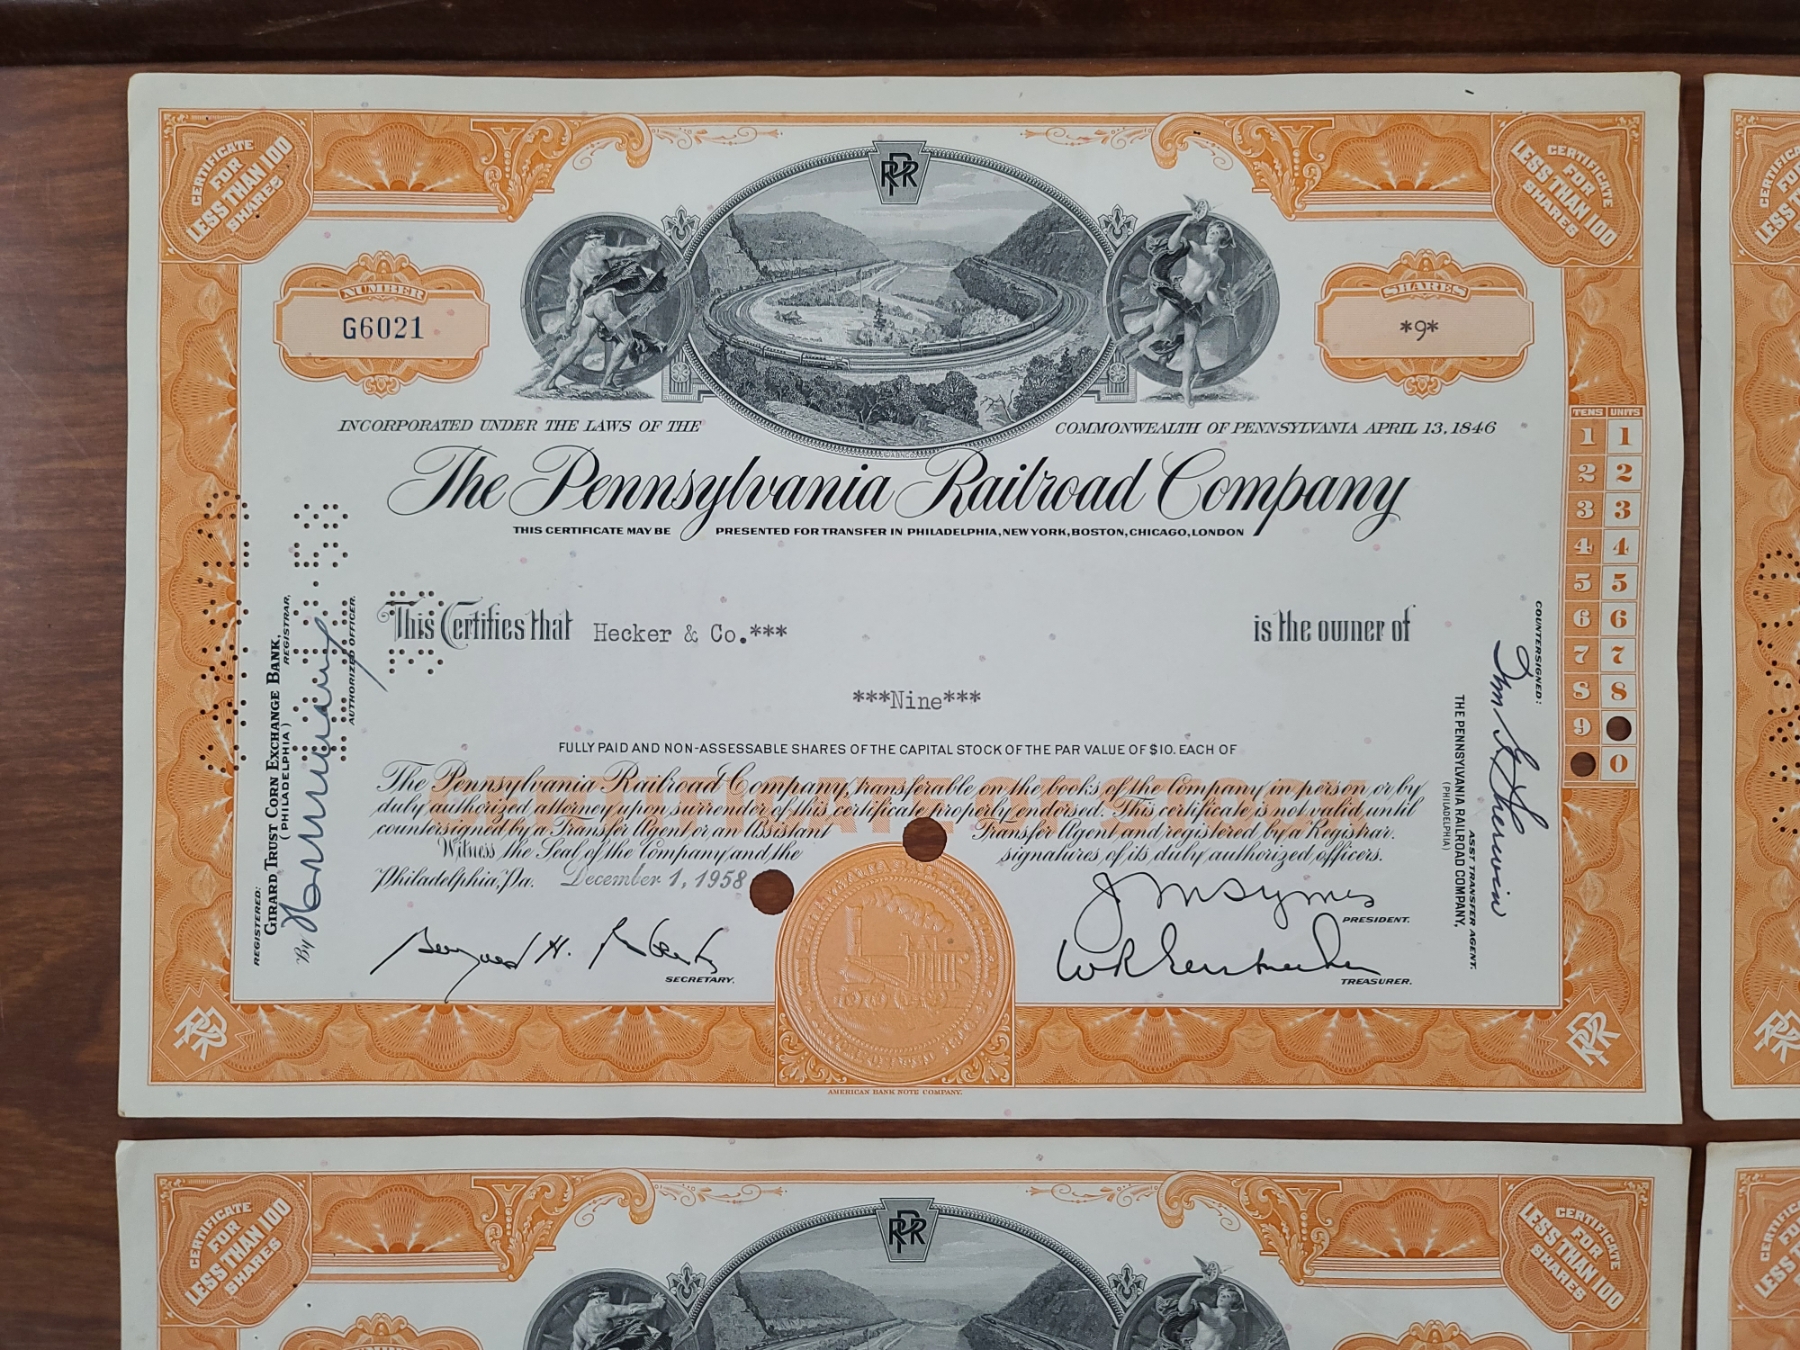 CERTIFICATE
FOR
LESS THAN 100
SHARES
PRR
CERTIFICATE
FOR
LESS THAN 100
SHARES
NUMBER
G6021
SHARES
*9*
INCORPORATED UNDER THE LAWS OF THE COMMONWEALTH OF PENNSYLVANIA APRIL 13, 1846
The Pennsylvania Railroad Company
THIS CERTIFICATE MAY BE PRESENTED FOR TRANSFER IN PHILADELPHIA, NEW YORK, BOSTON, CHICAGO, LONDON
This Certifies that Hecker & Co.*** is the owner of
***Nine***
FULLY PAID AND NON-ASSESSABLE SHARES OF THE CAPITAL STOCK OF THE PAR VALUE OF $10. EACH OF
The Pennsylvania Railroad Company, transferable on the books of the Company in person or by
duly authorized attorney upon surrender of this certificate properly endorsed. This certificate is not valid until
countersigned by a Transfer Agent or an Assistant Transfer Agent and registered by a Registrar.
Witness the Seal of the Company and the signatures of its duly authorized officers.
Philadelphia, Pa. December 1, 1958
J M Symes
PRESIDENT.
SECRETARY.
TREASURER.
REGISTERED:
GIRARD TRUST CORN EXCHANGE BANK,
(PHILADELPHIA) REGISTRAR,
By
AUTHORIZED OFFICER.
COUNTERSIGNED:
THE PENNSYLVANIA RAILROAD COMPANY,
(PHILADELPHIA)
ASST TRANSFER AGENT.
TENS UNITS
1 1
2 2
3 3
4 4
5 5
6 6
7 7
8 8
9
0
PRR
PRR
AMERICAN BANK NOTE COMPANY.
CERTIFICATE
FOR
LESS THAN 100
SHARES
PRR
CERTIFICATE
FOR
LESS THAN 100
SHARES